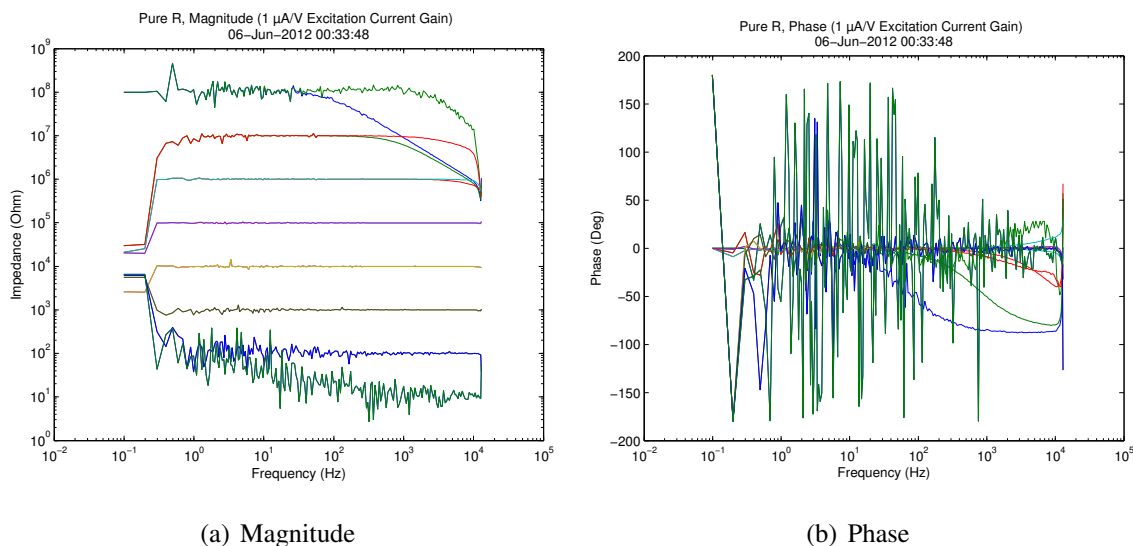 Pure R, Magnitude (1 μA/V Excitation Current Gain)
06−Jun−2012 00:33:48
10^9
10^8
10^7
10^6
10^5
10^4
10^3
10^2
10^1
10^0
Impedance (Ohm)
10^−2 10^−1 10^0 10^1 10^2 10^3 10^4 10^5
Frequency (Hz)
(a) Magnitude
Pure R, Phase (1 μA/V Excitation Current Gain)
06−Jun−2012 00:33:48
200
150
100
50
0
−50
−100
−150
−200
Phase (Deg)
10^−2 10^−1 10^0 10^1 10^2 10^3 10^4 10^5
Frequency (Hz)
(b) Phase